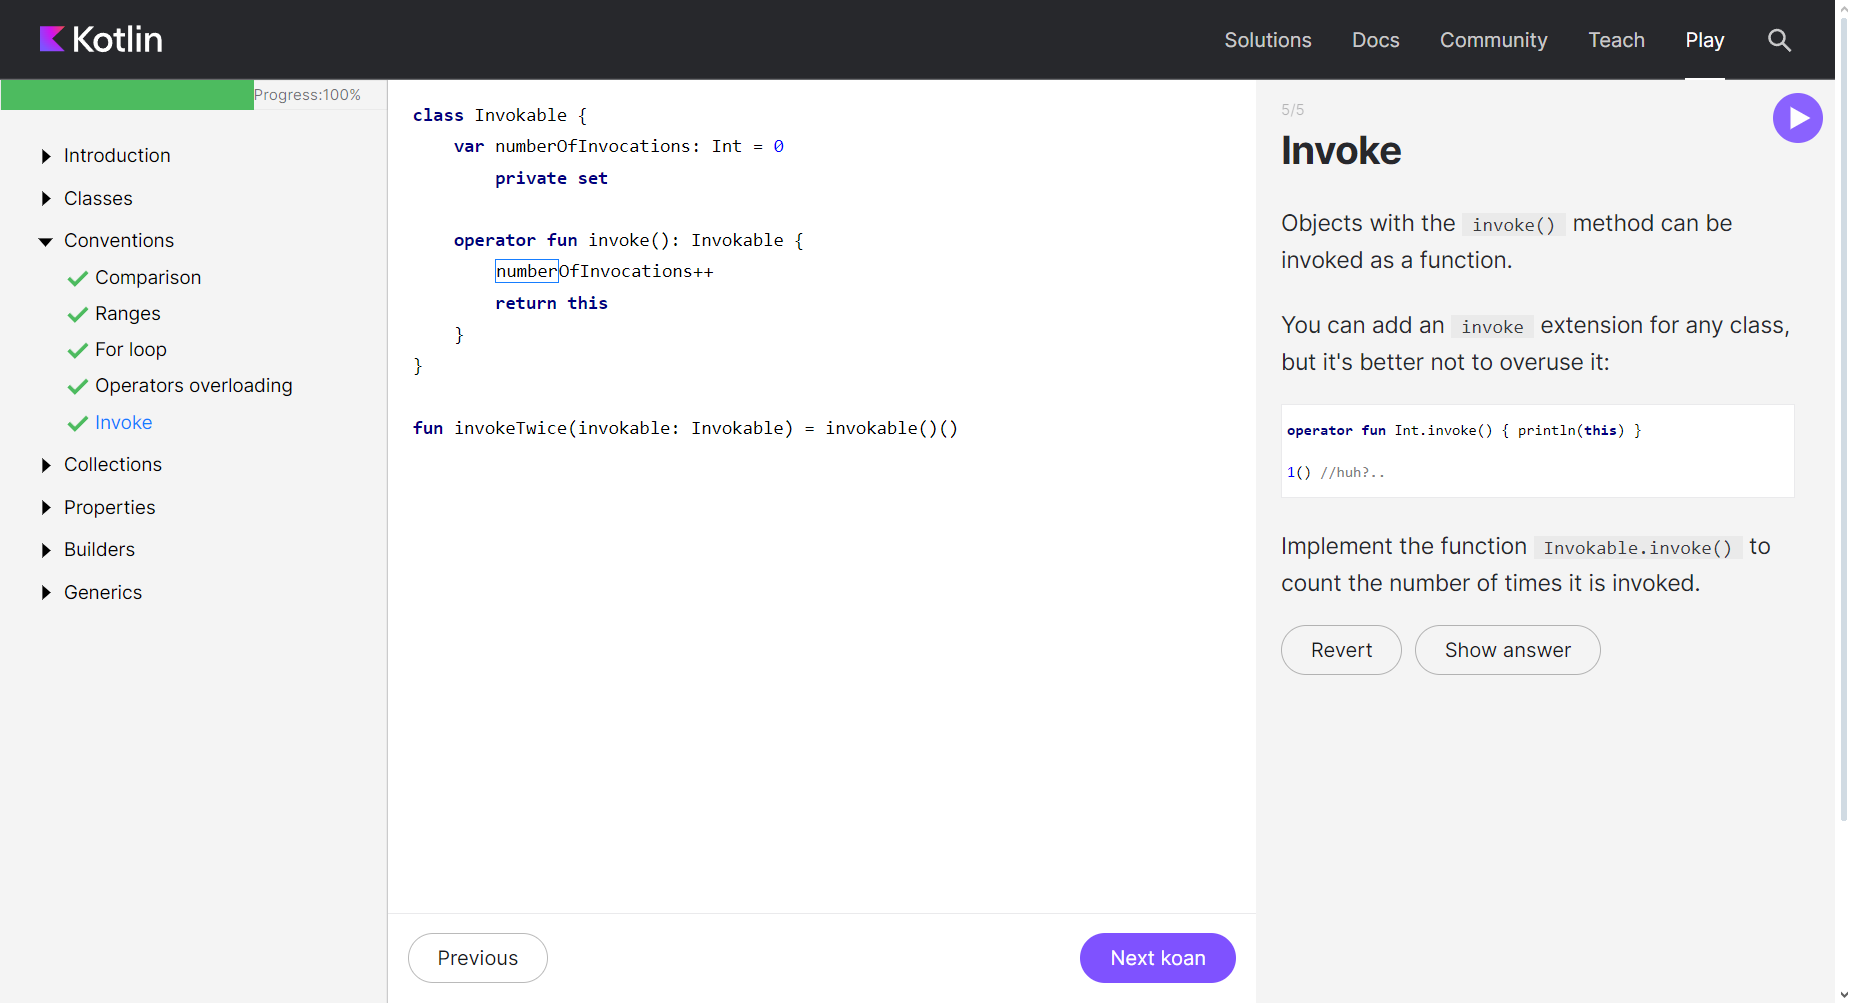 Kotlin
Solutions
Docs
Community
Teach
Play
Progress:100%
Introduction
Classes
Conventions
Comparison
Ranges
For loop
Operators overloading
Invoke
Collections
Properties
Builders
Generics
class Invokable {
    var numberOfInvocations: Int = 0
        private set

    operator fun invoke(): Invokable {
        numberOfInvocations++
        return this
    }
}

fun invokeTwice(invokable: Invokable) = invokable()()
Previous
Next koan
5/5
Invoke
Objects with the invoke() method can be
invoked as a function.
You can add an invoke extension for any class,
but it's better not to overuse it:
operator fun Int.invoke() { println(this) }
1() //huh?..
Implement the function Invokable.invoke() to
count the number of times it is invoked.
Revert
Show answer